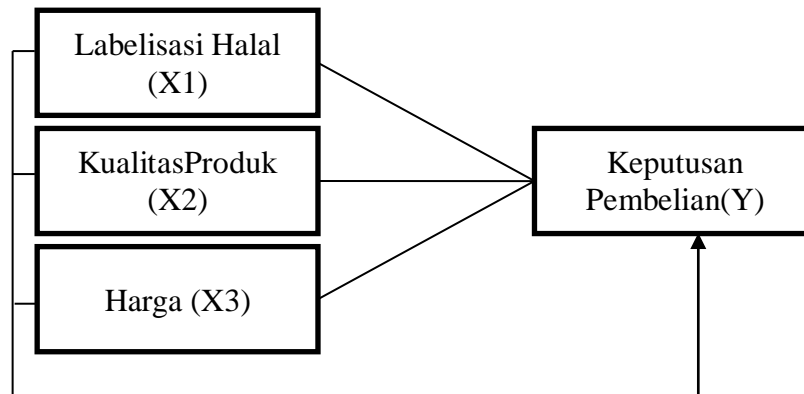 Labelisasi Halal
(X1)
KualitasProduk
(X2)
Harga (X3)
Keputusan
Pembelian(Y)